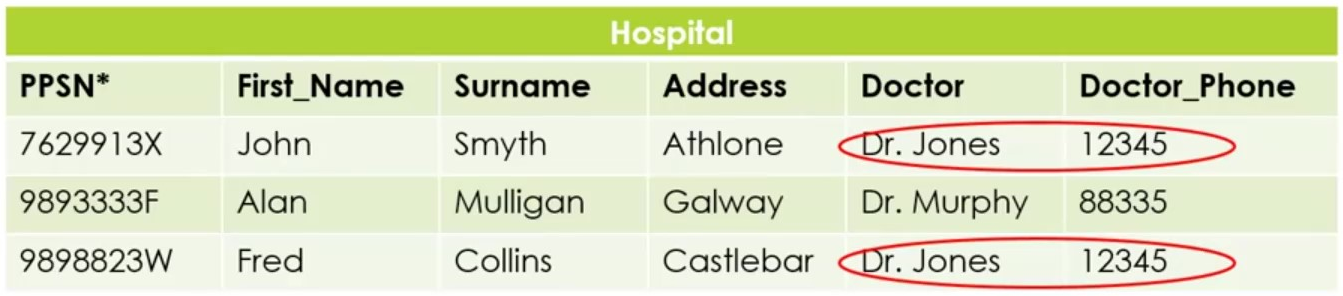 Hospital
PPSN* First_Name Surname Address Doctor Doctor_Phone
7629913X John Smyth Athlone Dr. Jones 12345
9893333F Alan Mulligan Galway Dr. Murphy 88335
9898823W Fred Collins Castlebar Dr. Jones 12345